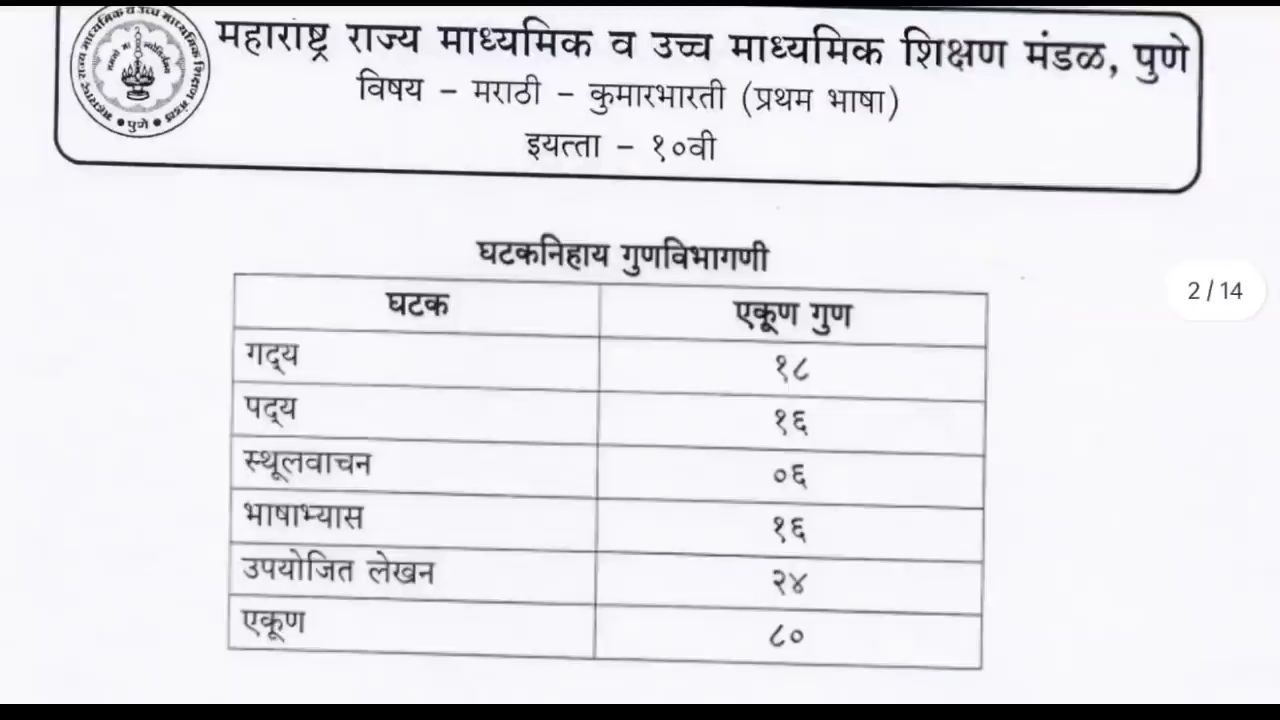 महाराष्ट्र राज्य माध्यमिक व उच्च माध्यमिक शिक्षण मंडळ, पुणे
विषय – मराठी – कुमारभारती (प्रथम भाषा)
इयत्ता – १०वी
घटकनिहाय गुणविभागणी
घटक एकूण गुण
गद्‌य १८
पद्‌य १६
स्थूलवाचन ०६
भाषाभ्यास १६
उपयोजित लेखन २४
एकूण ८०
2 / 14
• पुणे •